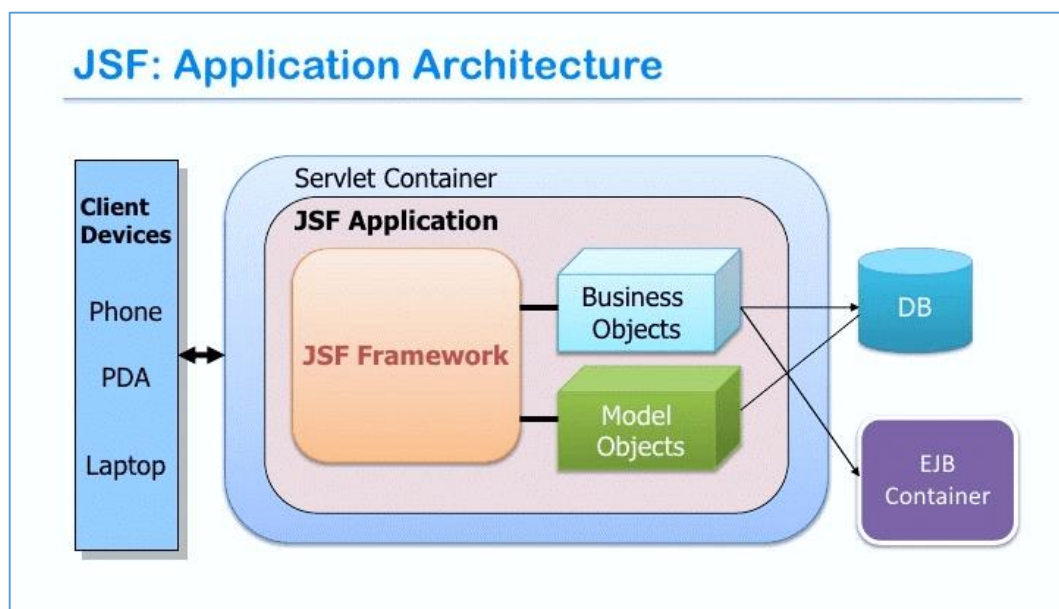 JSF: Application Architecture
Client
Devices
Phone
PDA
Laptop
Servlet Container
JSF Application
JSF Framework
Business
Objects
Model
Objects
DB
EJB
Container